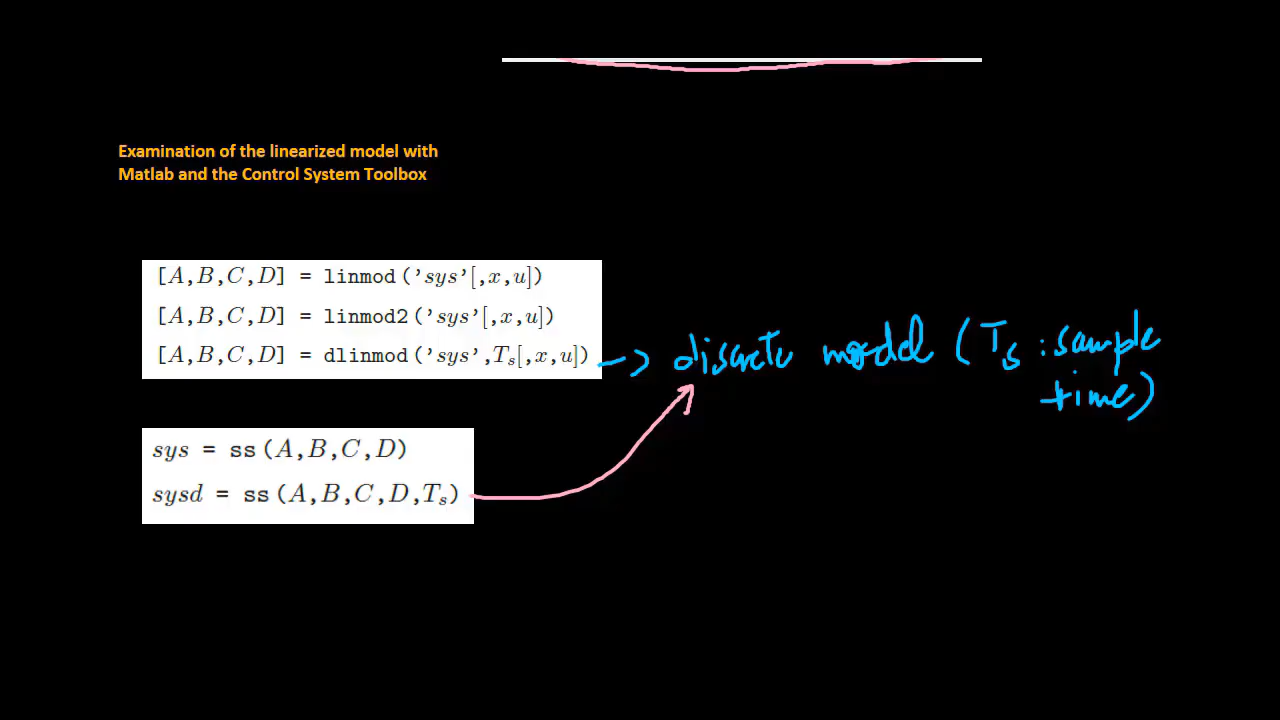 Examination of the linearized model with
Matlab and the Control System Toolbox
[A,B,C,D] = linmod('sys'[,x,u])
[A,B,C,D] = linmod2('sys'[,x,u])
[A,B,C,D] = dlinmod('sys',Ts[,x,u])
discrete model (Ts : sample
time)
sys = ss(A,B,C,D)
sysd = ss(A,B,C,D,Ts)